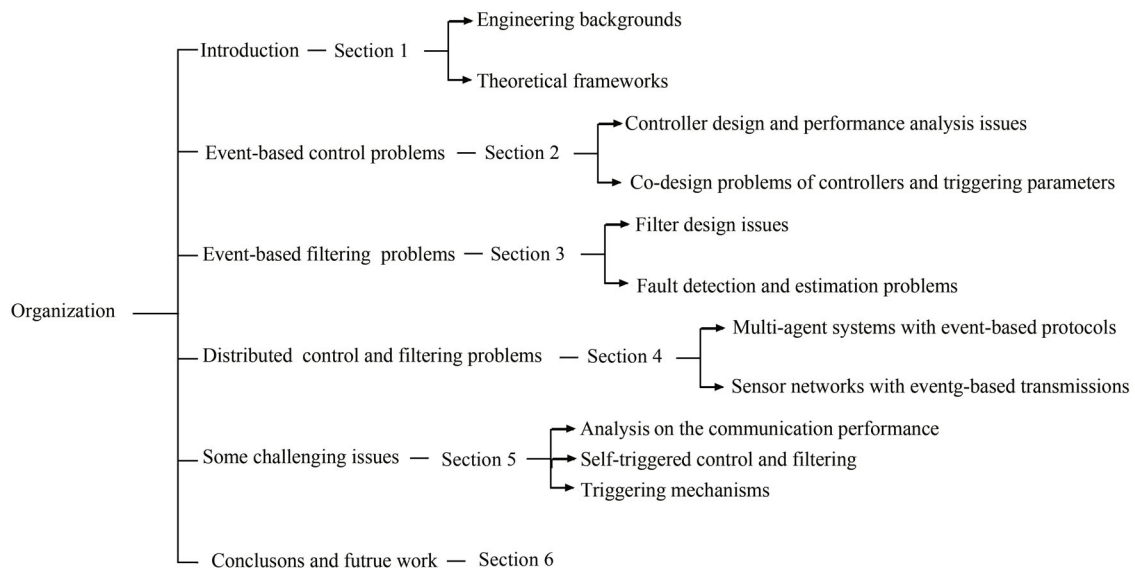 Organization
Introduction
Section 1
Engineering backgrounds
Theoretical frameworks
Event-based control problems
Section 2
Controller design and performance analysis issues
Co-design problems of controllers and triggering parameters
Event-based filtering problems
Section 3
Filter design issues
Fault detection and estimation problems
Distributed control and filtering problems
Section 4
Multi-agent systems with event-based protocols
Sensor networks with eventg-based transmissions
Some challenging issues
Section 5
Analysis on the communication performance
Self-triggered control and filtering
Triggering mechanisms
Conclusons and futrue work
Section 6